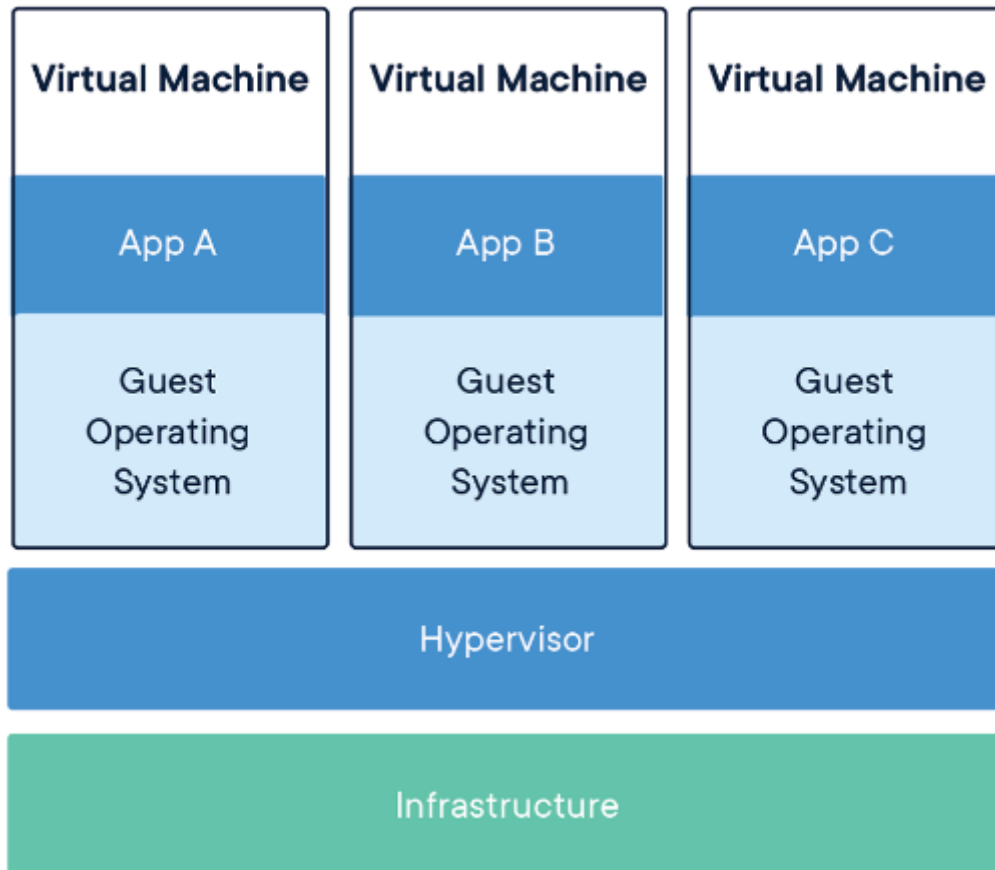 Virtual Machine
Virtual Machine
Virtual Machine
App A
App B
App C
Guest
Operating
System
Guest
Operating
System
Guest
Operating
System
Hypervisor
Infrastructure